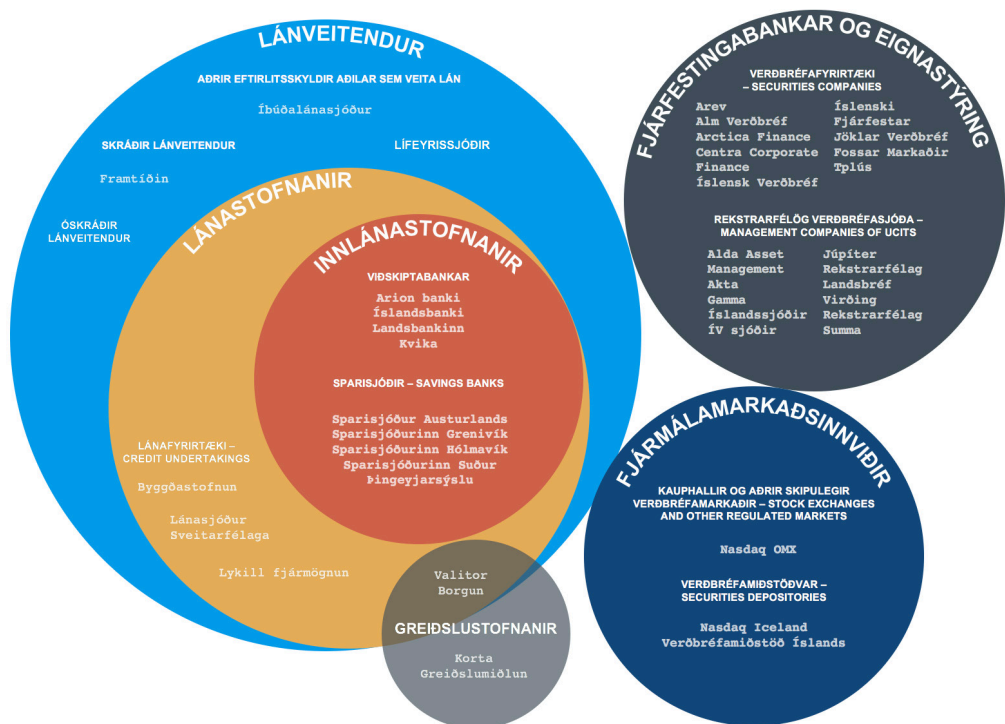 LÁNVEITENDUR
AÐRIR EFTIRLITSSKYLDIR AÐILAR SEM VEITA LÁN
Íbúðalánasjóður
SKRÁÐIR LÁNVEITENDUR
Framtíðin
LÍFEYRISSJÓÐIR
ÓSKRÁÐIR
LÁNVEITENDUR
LÁNASTOFNANIR
LÁNAFYRIRTÆKI –
CREDIT UNDERTAKINGS
Byggðastofnun
Lánasjóður
Sveitarfélaga
Lykill fjármögnun
INNLÁNASTOFNANIR
VIÐSKIPTABANKAR
Arion banki
Íslandsbanki
Landsbankinn
Kvika
SPARISJÓÐIR – SAVINGS BANKS
Sparisjóður Austurlands
Sparisjóðurinn Grenivík
Sparisjóðurinn Hólmavík
Sparisjóðurinn Suður
Þingeyjarsýslu
Valitor
Borgun
GREIÐSLUSTOFNANIR
Korta
Greiðslumiðlun
FJÁRFESTINGABANKAR OG EIGNASTÝRING
VERÐBRÉFAFYRIRTÆKI
– SECURITIES COMPANIES
Arev
Alm Verðbréf
Arctica Finance
Centra Corporate
Finance
Íslensk Verðbréf
Íslenski
Fjárfestar
Jöklar Verðbréf
Fossar Markaðir
Tplús
REKSTRARFÉLÖG VERÐBRÉFASJÓÐA –
MANAGEMENT COMPANIES OF UCITS
Alda Asset
Management
Akta
Gamma
Íslandssjóðir
ÍV sjóðir
Júpíter
Rekstrarfélag
Landsbréf
Virðing
Rekstrarfélag
Summa
FJÁRMÁLAMARKAÐSINNVIÐIR
KAUPHALLIR OG AÐRIR SKIPULEGIR
VERÐBRÉFAMARKAÐIR – STOCK EXCHANGES
AND OTHER REGULATED MARKETS
Nasdaq OMX
VERÐBRÉFAMIÐSTÖÐVAR –
SECURITIES DEPOSITORIES
Nasdaq Iceland
Verðbréfamiðstöð Íslands